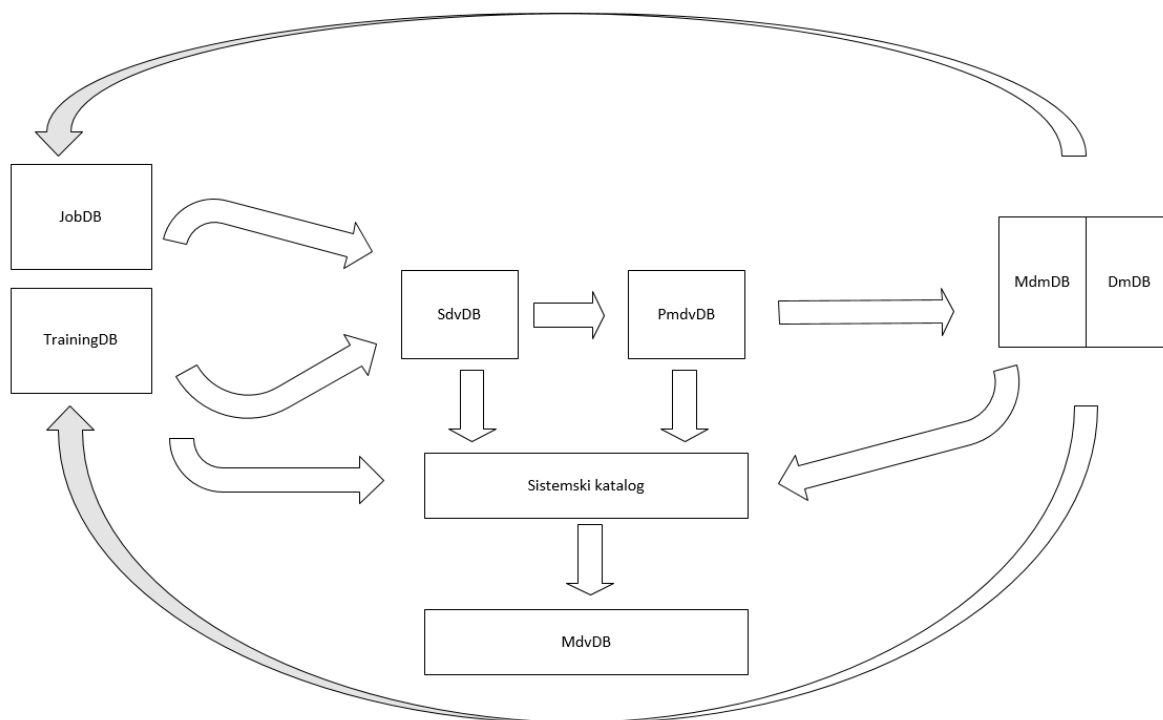 JobDB
TrainingDB
SdvDB
PmdvDB
MdmDB
DmDB
Sistemski katalog
MdvDB